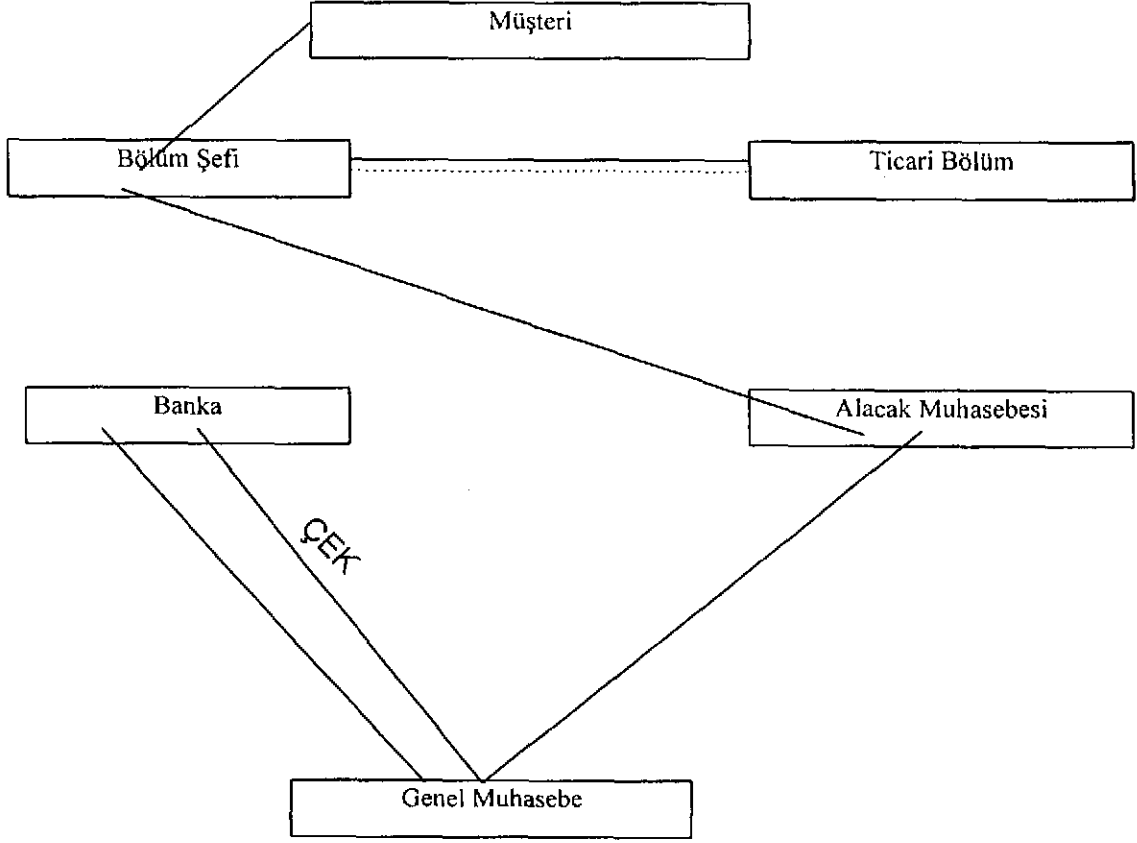 Müşteri
Bölüm Şefi
Ticari Bölüm
Banka
Alacak Muhasebesi
ÇEK
Genel Muhasebe